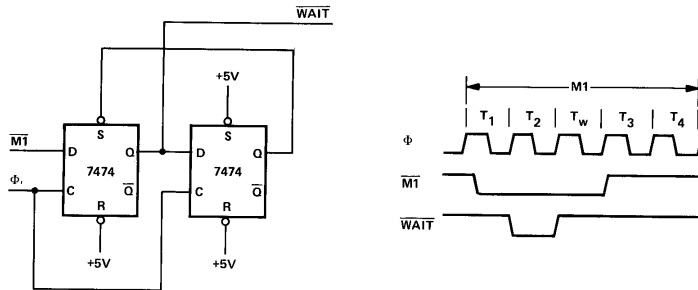 WAIT
+5V
M1
S
S
M1
T1 T2 Tw T3 T4
D Q
D Q
Φ
7474
7474
Φ,
C Q
C Q
M1
R
R
WAIT
+5V
+5V